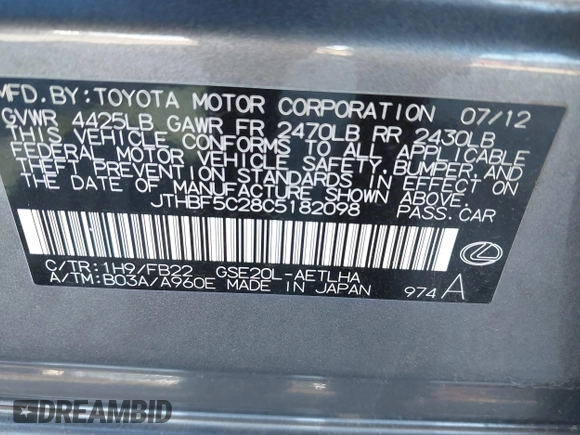 MFD. BY: TOYOTA MOTOR CORPORATION 07/12
GVWR 4425LB GAWR FR 2470LB RR 2430LB
THIS VEHICLE CONFORMS TO ALL APPLICABLE
FEDERAL MOTOR VEHICLE SAFETY, BUMPER, AND
THEFT PREVENTION STANDARDS IN EFFECT ON
THE DATE OF MANUFACTURE SHOWN ABOVE.
JTHBF5C28C5182098 PASS. CAR
C/TR: 1H9/FB22 GSE20L-AETLHA
A/TM: B03A/A960E MADE IN JAPAN 974 A
DREAMBID